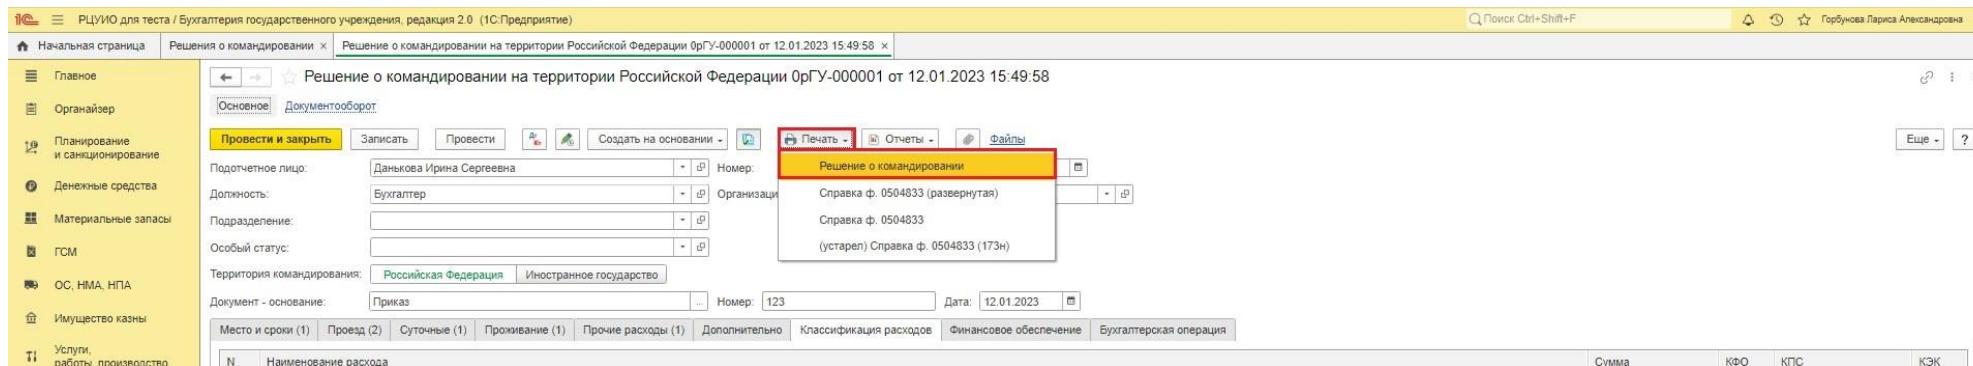 1С РЦУИО для теста / Бухгалтерия государственного учреждения, редакция 2.0 (1С:Предприятие) Поиск Ctrl+Shift+F Горбунова Лариса Александровна
Начальная страница Решения о командировании × Решение о командировании на территории Российской Федерации 0рГУ-000001 от 12.01.2023 15:49:58 ×
Главное
Органайзер
Планирование
и санкционирование
Денежные средства
Материальные запасы
ГСМ
ОС, НМА, НПА
Имущество казны
Услуги,
работы, производство
Решение о командировании на территории Российской Федерации 0рГУ-000001 от 12.01.2023 15:49:58
Основное Документооборот
Провести и закрыть Записать Провести Создать на основании Печать Отчеты Файлы Еще ?
Подотчетное лицо: Данькова Ирина Сергеевна Номер:
Должность: Бухгалтер Организаци
Подразделение:
Особый статус:
Решение о командировании
Справка ф. 0504833 (развернутая)
Справка ф. 0504833
(устарел) Справка ф. 0504833 (173н)
Территория командирования: Российская Федерация Иностранное государство
Документ - основание: Приказ ... Номер: 123 Дата: 12.01.2023
Место и сроки (1) Проезд (2) Суточные (1) Проживание (1) Прочие расходы (1) Дополнительно Классификация расходов Финансовое обеспечение Бухгалтерская операция
N Наименование расхода Сумма КФО КПС КЭК